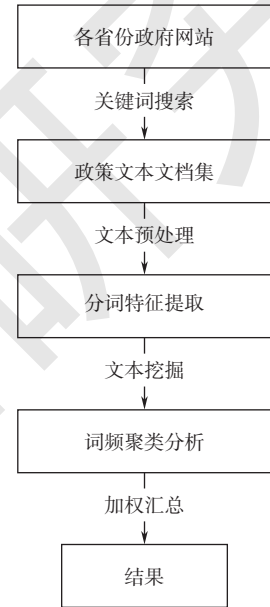 各省份政府网站
关键词搜索
政策文本文档集
文本预处理
分词特征提取
文本挖掘
词频聚类分析
加权汇总
结果